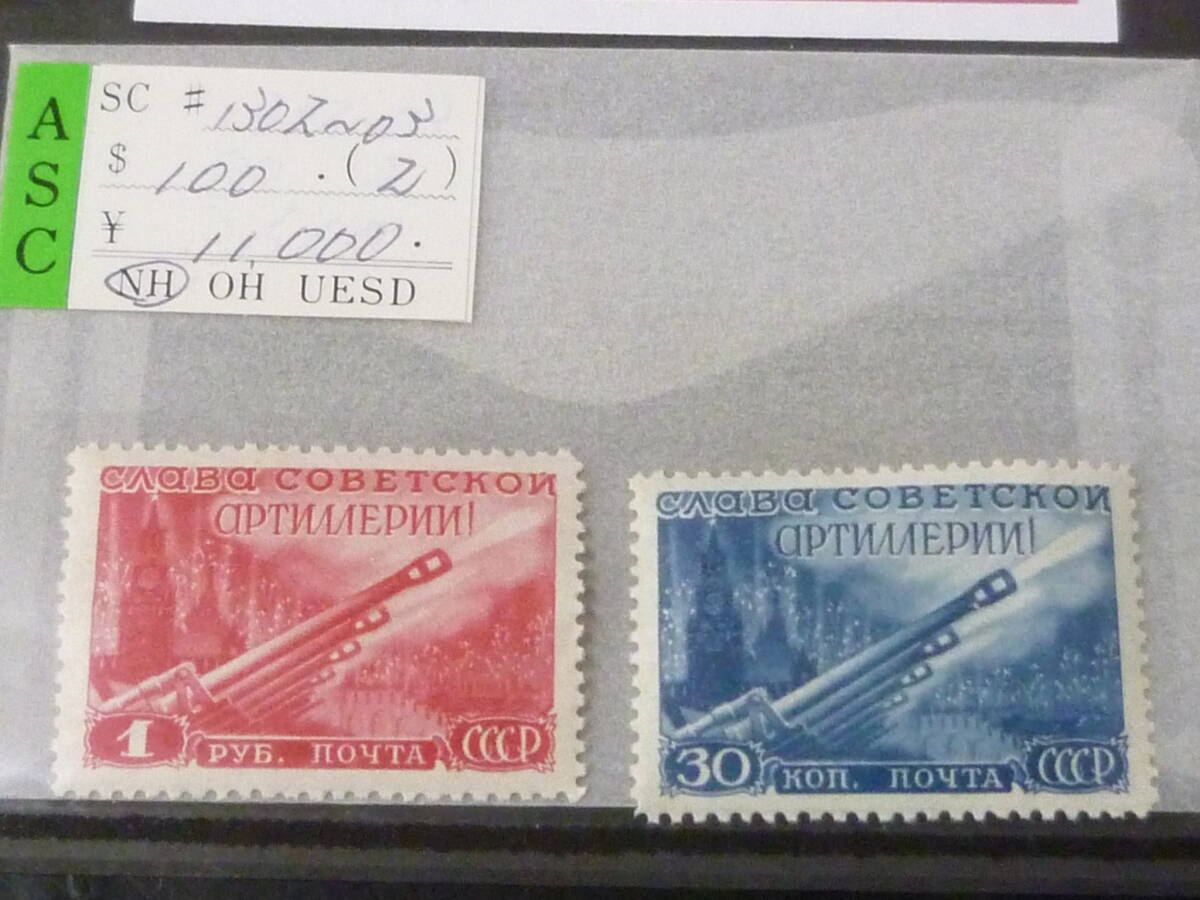 ASC
SC # 1302~03
$ 100.(2)
¥ 11,000.
NH OH UESD
СЛАВА СОВЕТСКОЙ
АРТИЛЛЕРИИ!
1 РУБ. ПОЧТА СССР
СЛАВА СОВЕТСКОЙ
АРТИЛЛЕРИИ!
30 КОП. ПОЧТА СССР